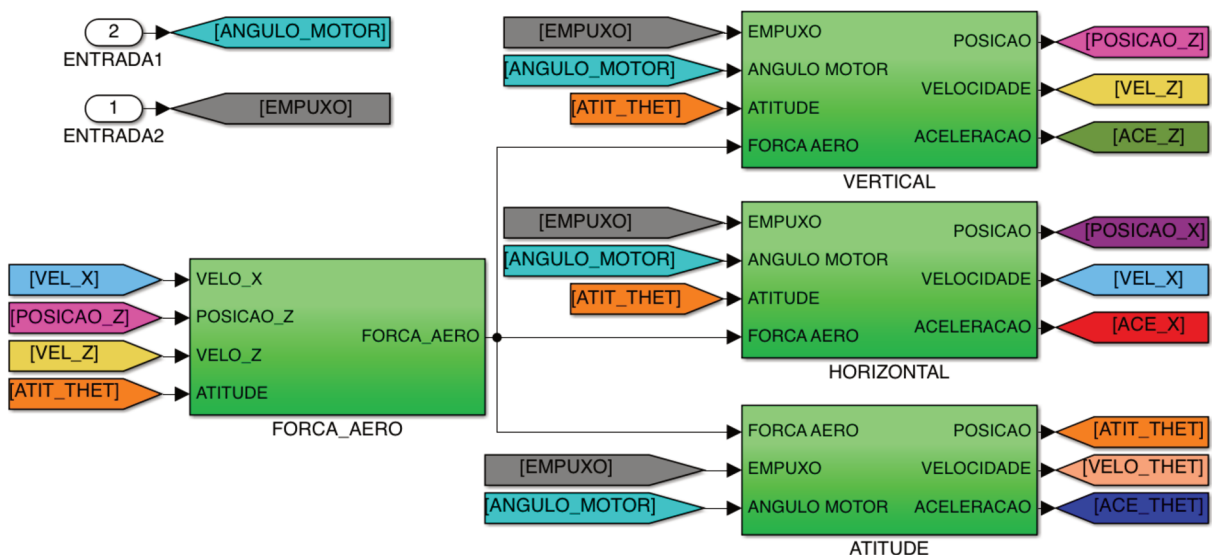 2
[ANGULO_MOTOR]
ENTRADA1
1
[EMPUXO]
ENTRADA2
[EMPUXO]
[ANGULO_MOTOR]
[ATIT_THET]
EMPUXO
ANGULO MOTOR
ATITUDE
FORCA AERO
POSICAO
VELOCIDADE
ACELERACAO
[POSICAO_Z]
[VEL_Z]
[ACE_Z]
VERTICAL
[VEL_X]
[POSICAO_Z]
[VEL_Z]
[ATIT_THET]
VELO_X
POSICAO_Z
VELO_Z
ATITUDE
FORCA_AERO
FORCA_AERO
[EMPUXO]
[ANGULO_MOTOR]
[ATIT_THET]
EMPUXO
ANGULO MOTOR
ATITUDE
FORCA AERO
POSICAO
VELOCIDADE
ACELERACAO
[POSICAO_X]
[VEL_X]
[ACE_X]
HORIZONTAL
[EMPUXO]
[ANGULO_MOTOR]
FORCA AERO
EMPUXO
ANGULO MOTOR
POSICAO
VELOCIDADE
ACELERACAO
[ATIT_THET]
[VELO_THET]
[ACE_THET]
ATITUDE